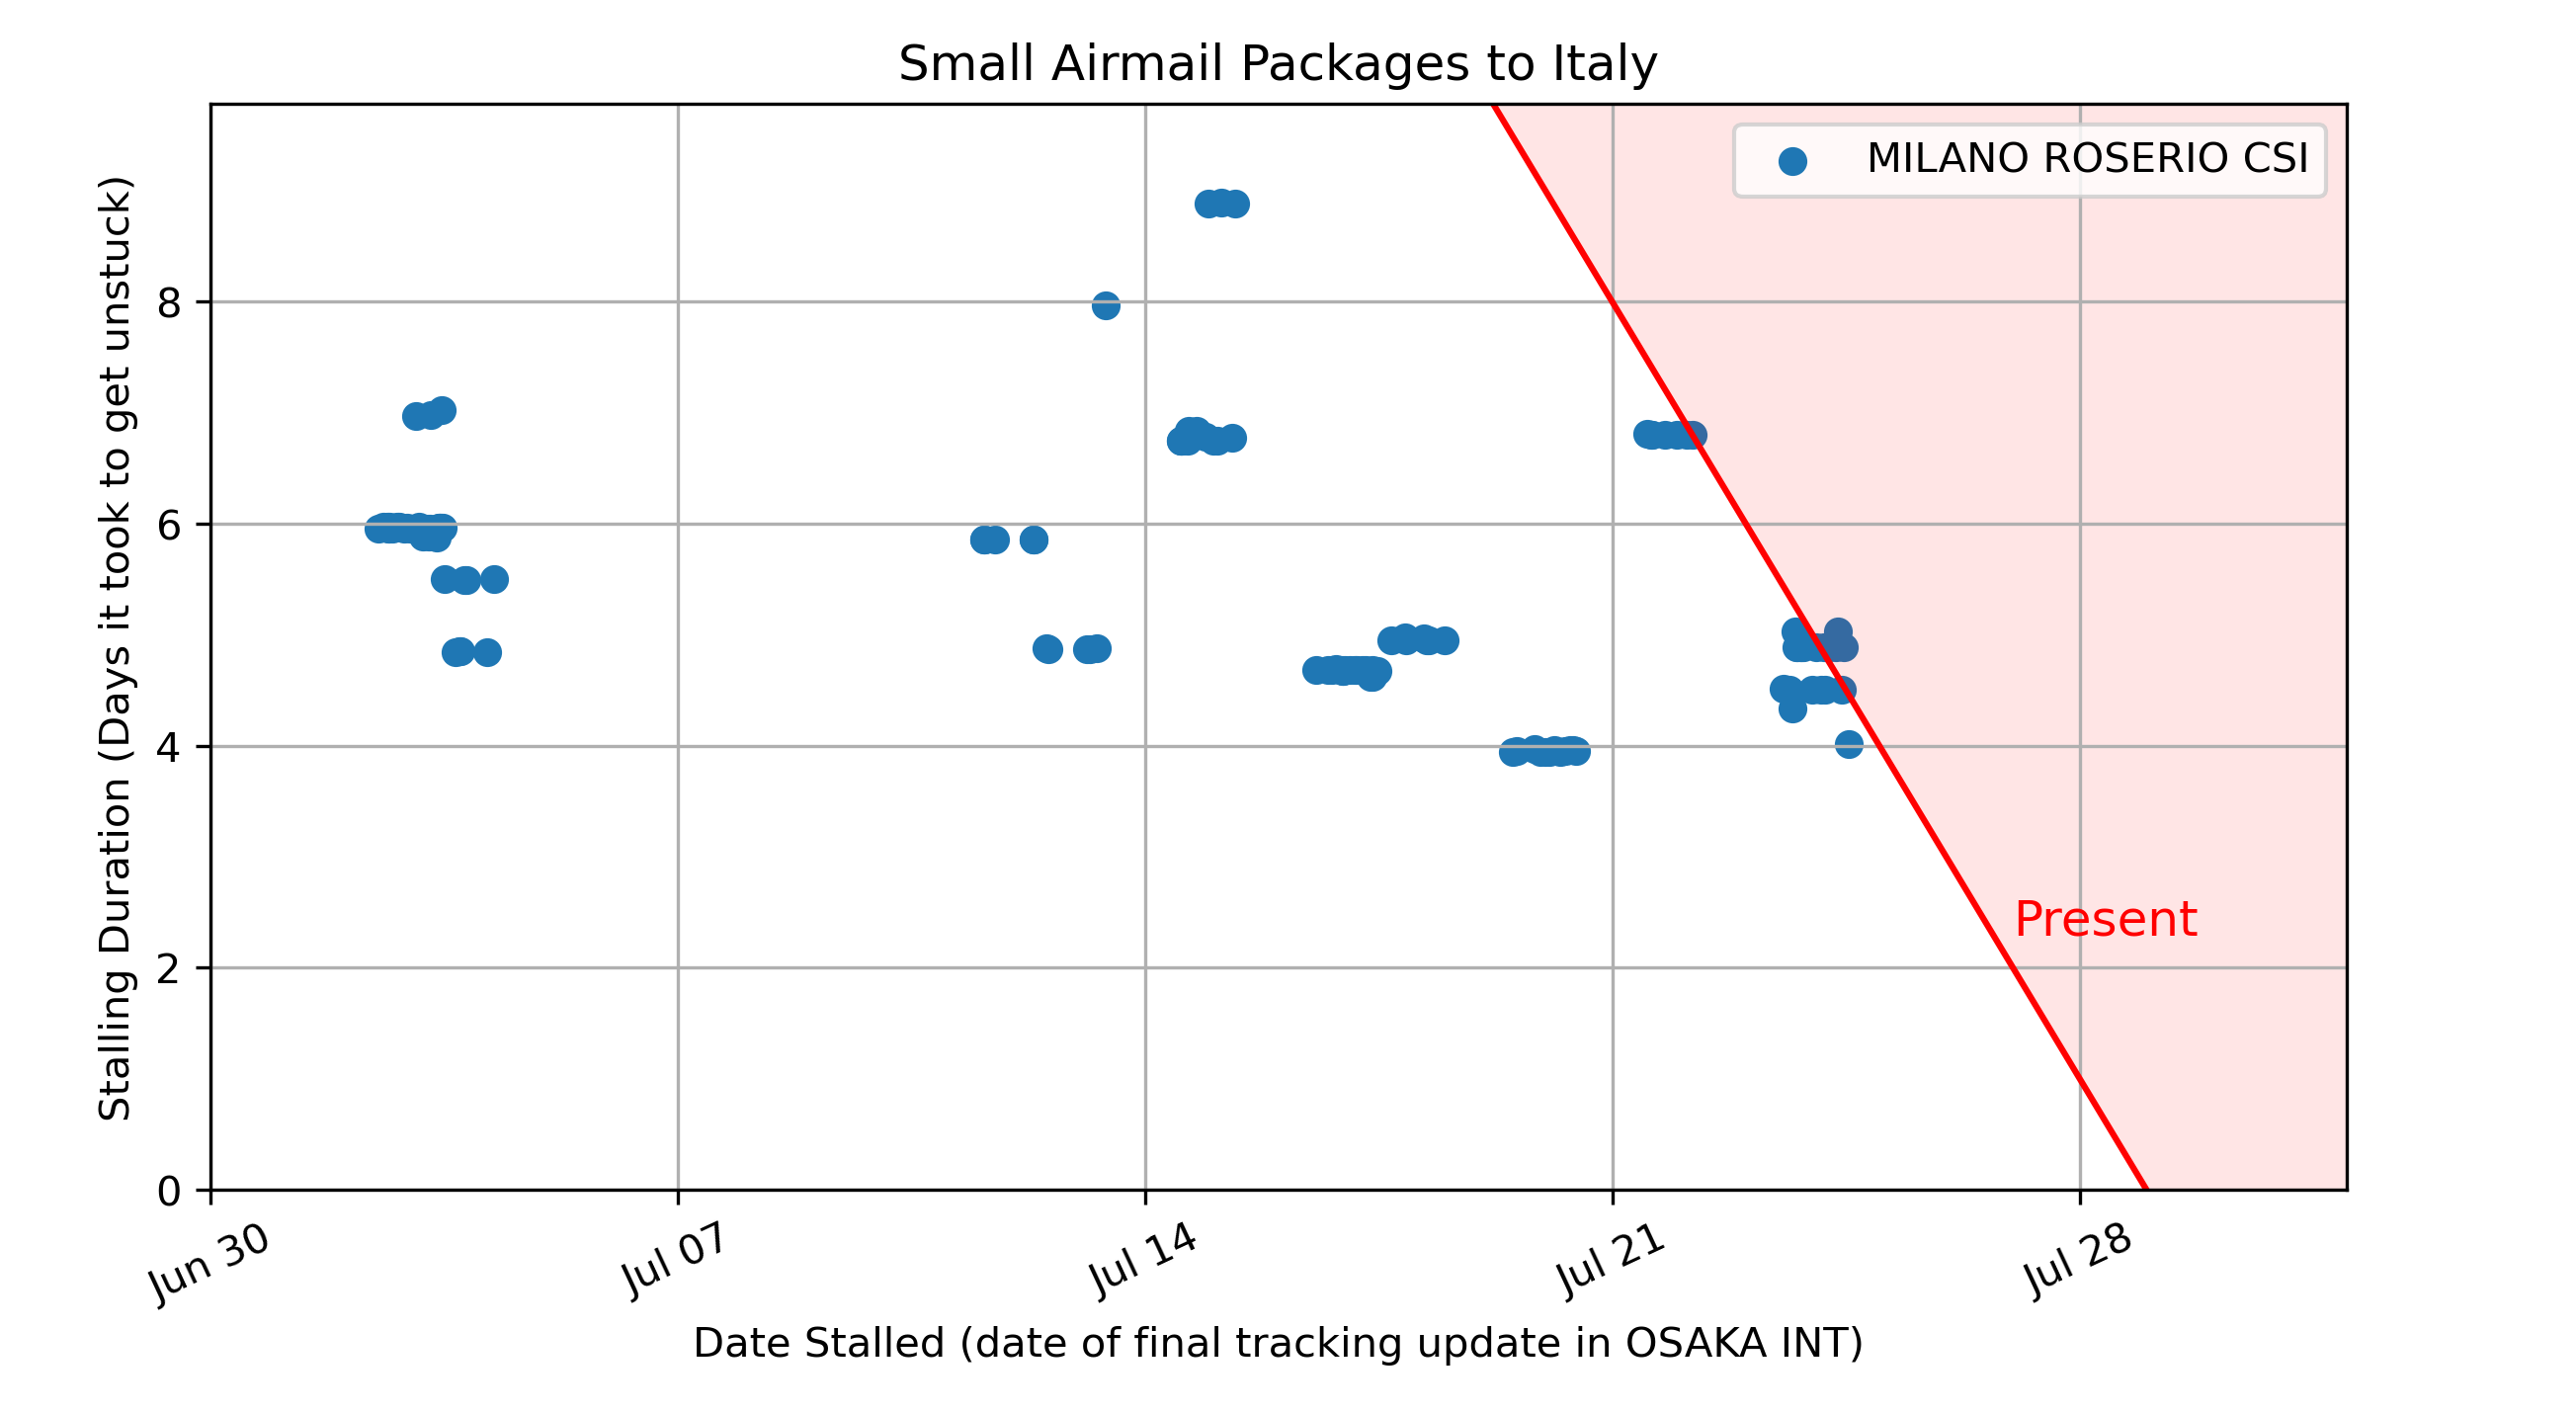 Small Airmail Packages to Italy
MILANO ROSERIO CSI
Stalling Duration (Days it took to get unstuck)
8
6
4
2
0
Present
Jun 30
Jul 07
Jul 14
Jul 21
Jul 28
Date Stalled (date of final tracking update in OSAKA INT)